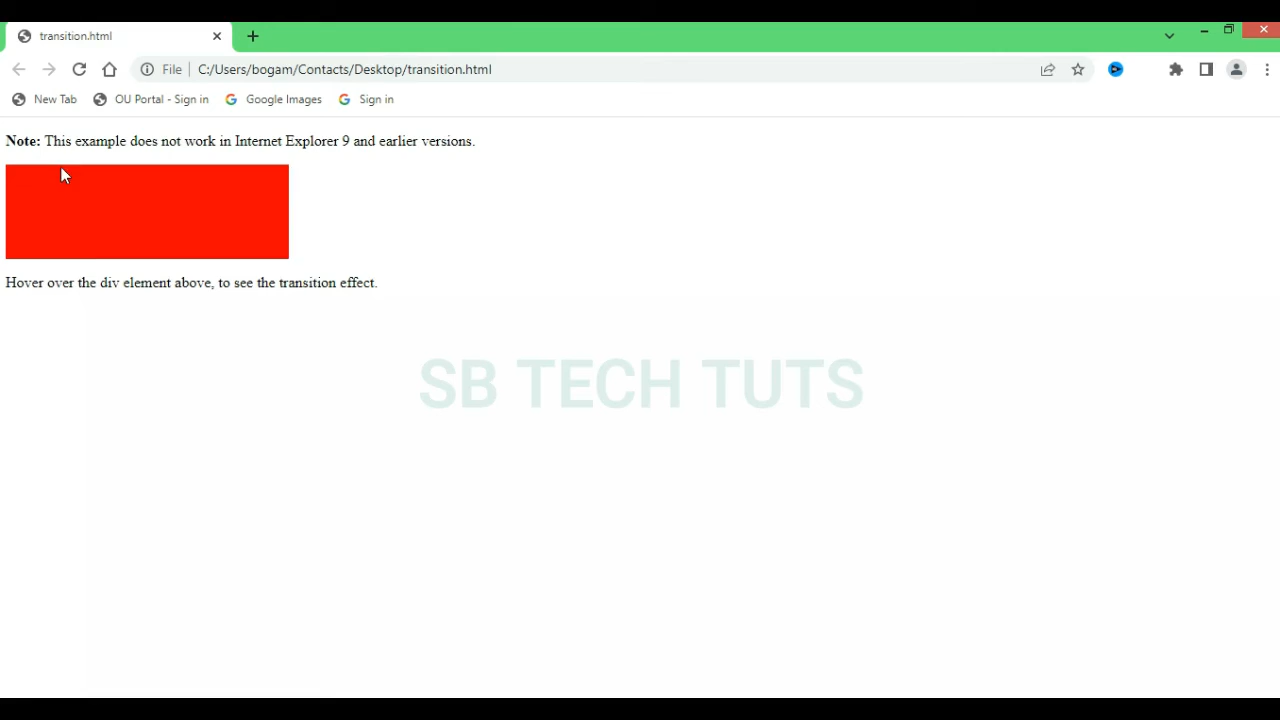 transition.html
File
C:/Users/bogam/Contacts/Desktop/transition.html
New Tab
OU Portal - Sign in
Google Images
Sign in
Note: This example does not work in Internet Explorer 9 and earlier versions.
Hover over the div element above, to see the transition effect.
SB TECH TUTS